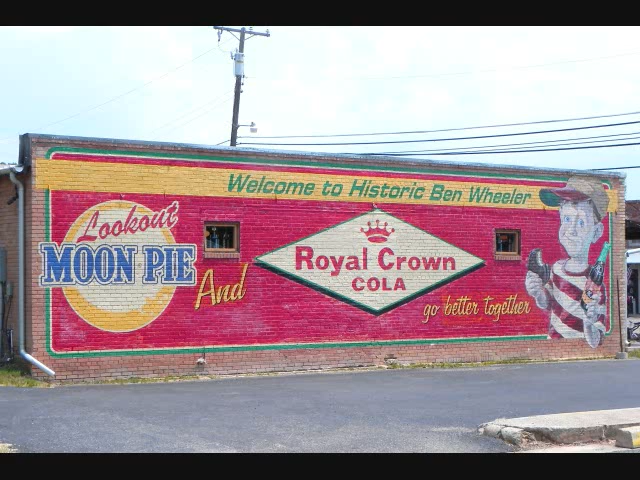 Welcome to Historic Ben Wheeler
Lookout
MOON PIE
And
Royal Crown
COLA
go better together